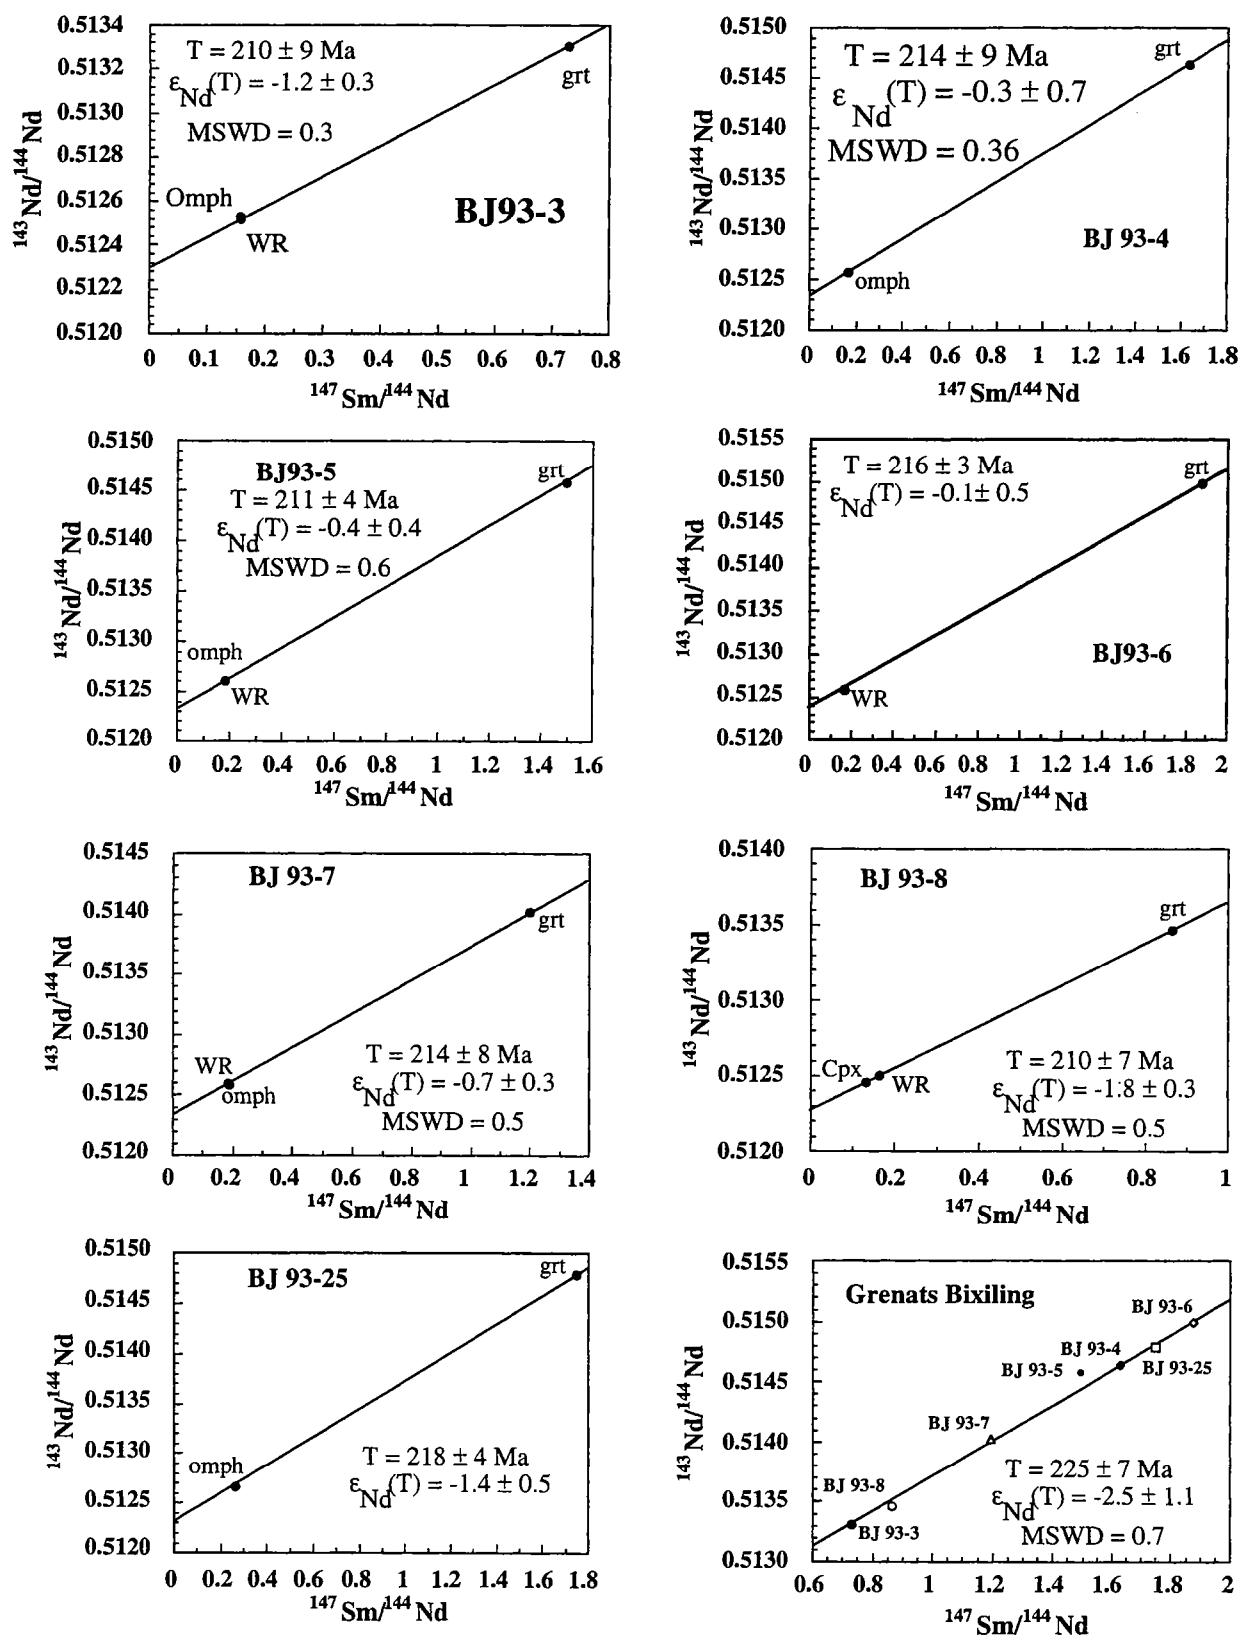 0.5134
0.5132
0.5130
0.5128
0.5126
0.5124
0.5122
0.5120
143Nd/144Nd
T = 210 ± 9 Ma
εNd(T) = -1.2 ± 0.3
MSWD = 0.3
grt
Omph
WR
BJ93-3
0 0.1 0.2 0.3 0.4 0.5 0.6 0.7 0.8
147Sm/144Nd
0.5150
0.5145
0.5140
0.5135
0.5130
0.5125
0.5120
143Nd/144Nd
T = 214 ± 9 Ma
εNd(T) = -0.3 ± 0.7
MSWD = 0.36
grt
BJ 93-4
omph
0 0.2 0.4 0.6 0.8 1 1.2 1.4 1.6 1.8
147Sm/144Nd
0.5150
0.5145
0.5140
0.5135
0.5130
0.5125
0.5120
143Nd/144Nd
BJ93-5
T = 211 ± 4 Ma
εNd(T) = -0.4 ± 0.4
MSWD = 0.6
grt
omph
WR
0 0.2 0.4 0.6 0.8 1 1.2 1.4 1.6
147Sm/144Nd
0.5155
0.5150
0.5145
0.5140
0.5135
0.5130
0.5125
0.5120
143Nd/144Nd
T = 216 ± 3 Ma
εNd(T) = -0.1± 0.5
grt
BJ93-6
WR
0 0.2 0.4 0.6 0.8 1 1.2 1.4 1.6 1.8 2
147Sm/144Nd
0.5145
0.5140
0.5135
0.5130
0.5125
0.5120
143Nd/144Nd
BJ 93-7
grt
WR
omph
T = 214 ± 8 Ma
εNd(T) = -0.7 ± 0.3
MSWD = 0.5
0 0.2 0.4 0.6 0.8 1 1.2 1.4
147Sm/144Nd
0.5140
0.5135
0.5130
0.5125
0.5120
143Nd/144Nd
BJ 93-8
grt
Cpx
WR
T = 210 ± 7 Ma
εNd(T) = -1.8 ± 0.3
MSWD = 0.5
0 0.2 0.4 0.6 0.8 1
147Sm/144Nd
0.5150
0.5145
0.5140
0.5135
0.5130
0.5125
0.5120
143Nd/144Nd
BJ 93-25
grt
omph
T = 218 ± 4 Ma
εNd(T) = -1.4 ± 0.5
0 0.2 0.4 0.6 0.8 1 1.2 1.4 1.6 1.8
147Sm/144Nd
0.5155
0.5150
0.5145
0.5140
0.5135
0.5130
143Nd/144Nd
Grenats Bixiling
BJ 93-6
BJ 93-4
BJ 93-5
BJ 93-25
BJ 93-7
BJ 93-8
BJ 93-3
T = 225 ± 7 Ma
εNd(T) = -2.5 ± 1.1
MSWD = 0.7
0.6 0.8 1 1.2 1.4 1.6 1.8 2
147Sm/144Nd